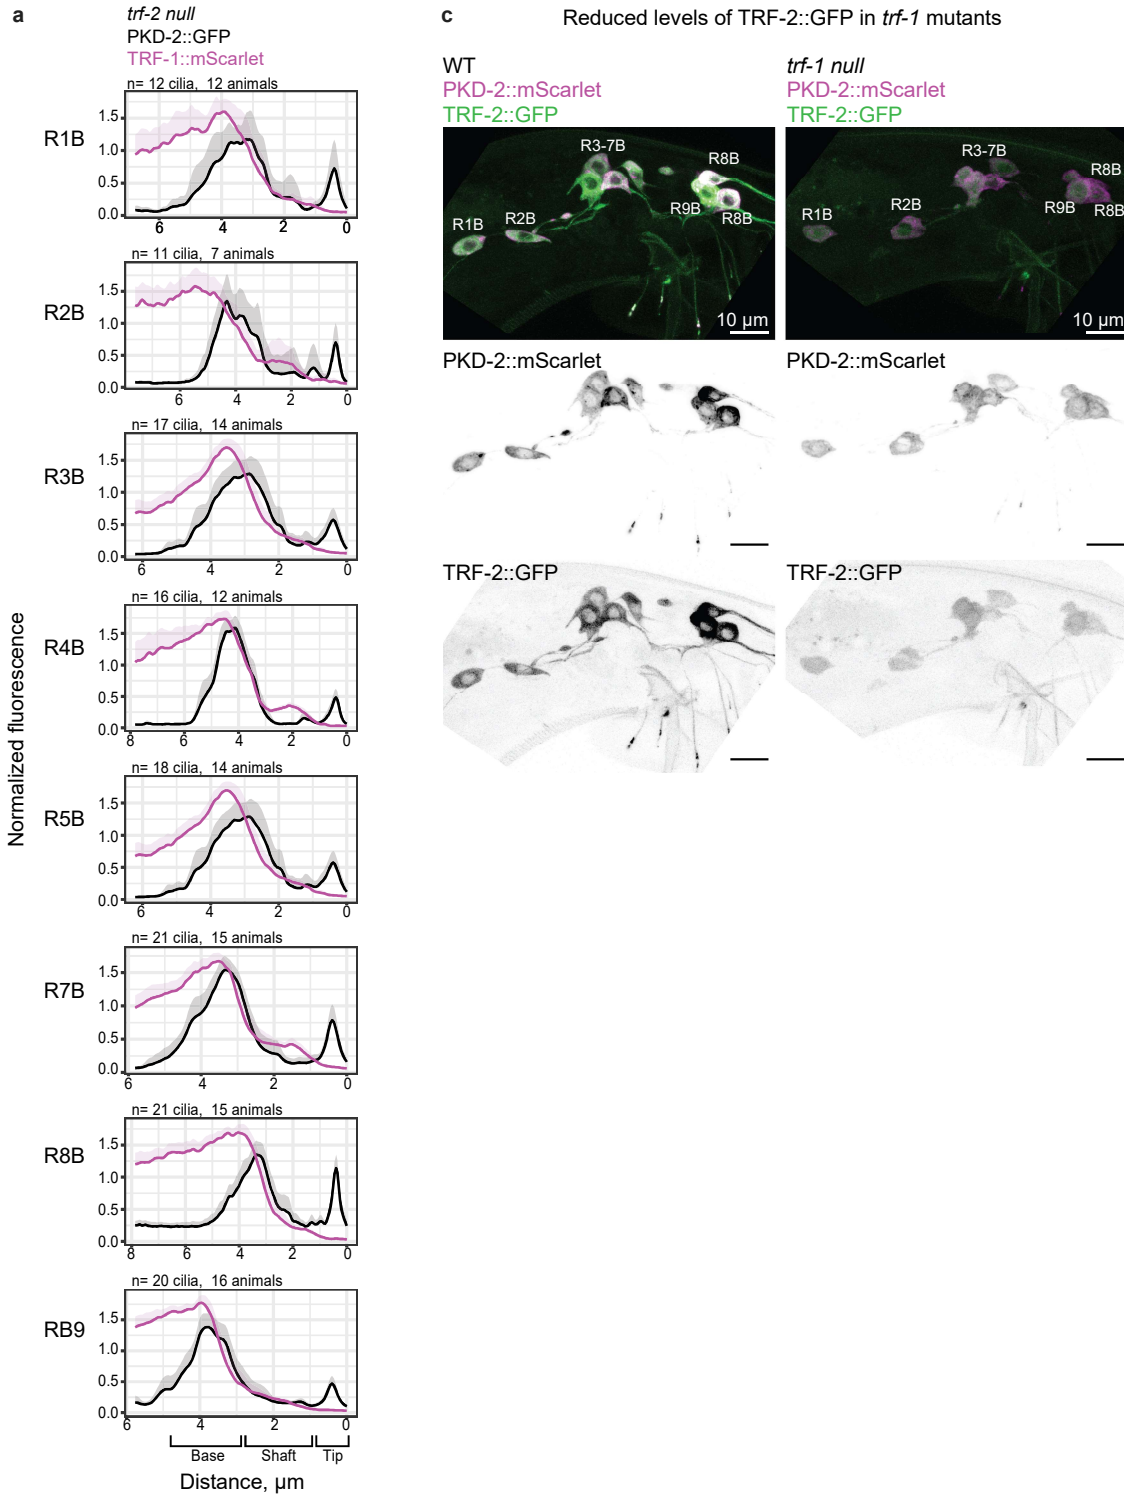 a
trf-2 null
PKD-2::GFP
TRF-1::mScarlet
Normalized fluorescence
R1B
n= 12 cilia, 12 animals
1.5
1.0
0.5
0.0
6 4 2 0
R2B
n= 11 cilia, 7 animals
1.5
1.0
0.5
0.0
6 4 2 0
R3B
n= 17 cilia, 14 animals
1.5
1.0
0.5
0.0
6 4 2 0
R4B
n= 16 cilia, 12 animals
1.5
1.0
0.5
0.0
8 6 4 2 0
R5B
n= 18 cilia, 14 animals
1.5
1.0
0.5
0.0
6 4 2 0
R7B
n= 21 cilia, 15 animals
1.5
1.0
0.5
0.0
6 4 2 0
R8B
n= 21 cilia, 15 animals
1.5
1.0
0.5
0.0
8 6 4 2 0
RB9
n= 20 cilia, 16 animals
1.5
1.0
0.5
0.0
6 4 2 0
Base Shaft Tip
Distance, µm
c
Reduced levels of TRF-2::GFP in trf-1 mutants
WT
PKD-2::mScarlet
TRF-2::GFP
R3-7B
R8B
R1B
R2B
R9B
R8B
10 µm
trf-1 null
PKD-2::mScarlet
TRF-2::GFP
R3-7B
R8B
R1B
R2B
R9B
R8B
10 µm
PKD-2::mScarlet
PKD-2::mScarlet
TRF-2::GFP
TRF-2::GFP